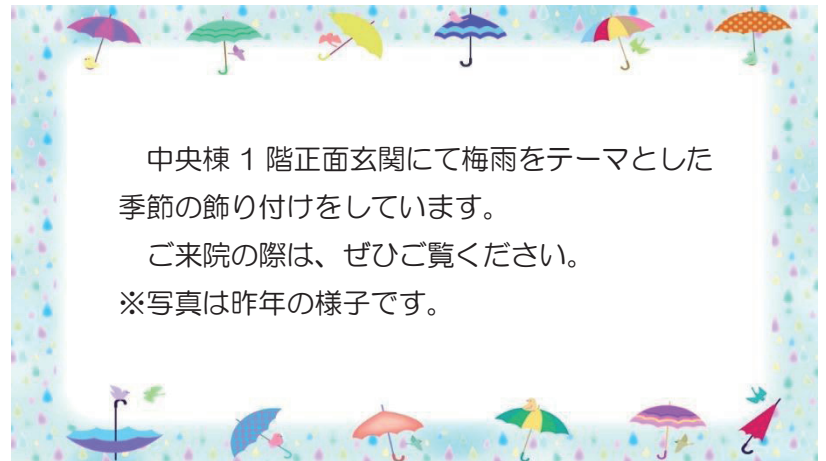 中央棟 1 階正面玄関にて梅雨をテーマとした
季節の飾り付けをしています。
　ご来院の際は、ぜひご覧ください。
※写真は昨年の様子です。